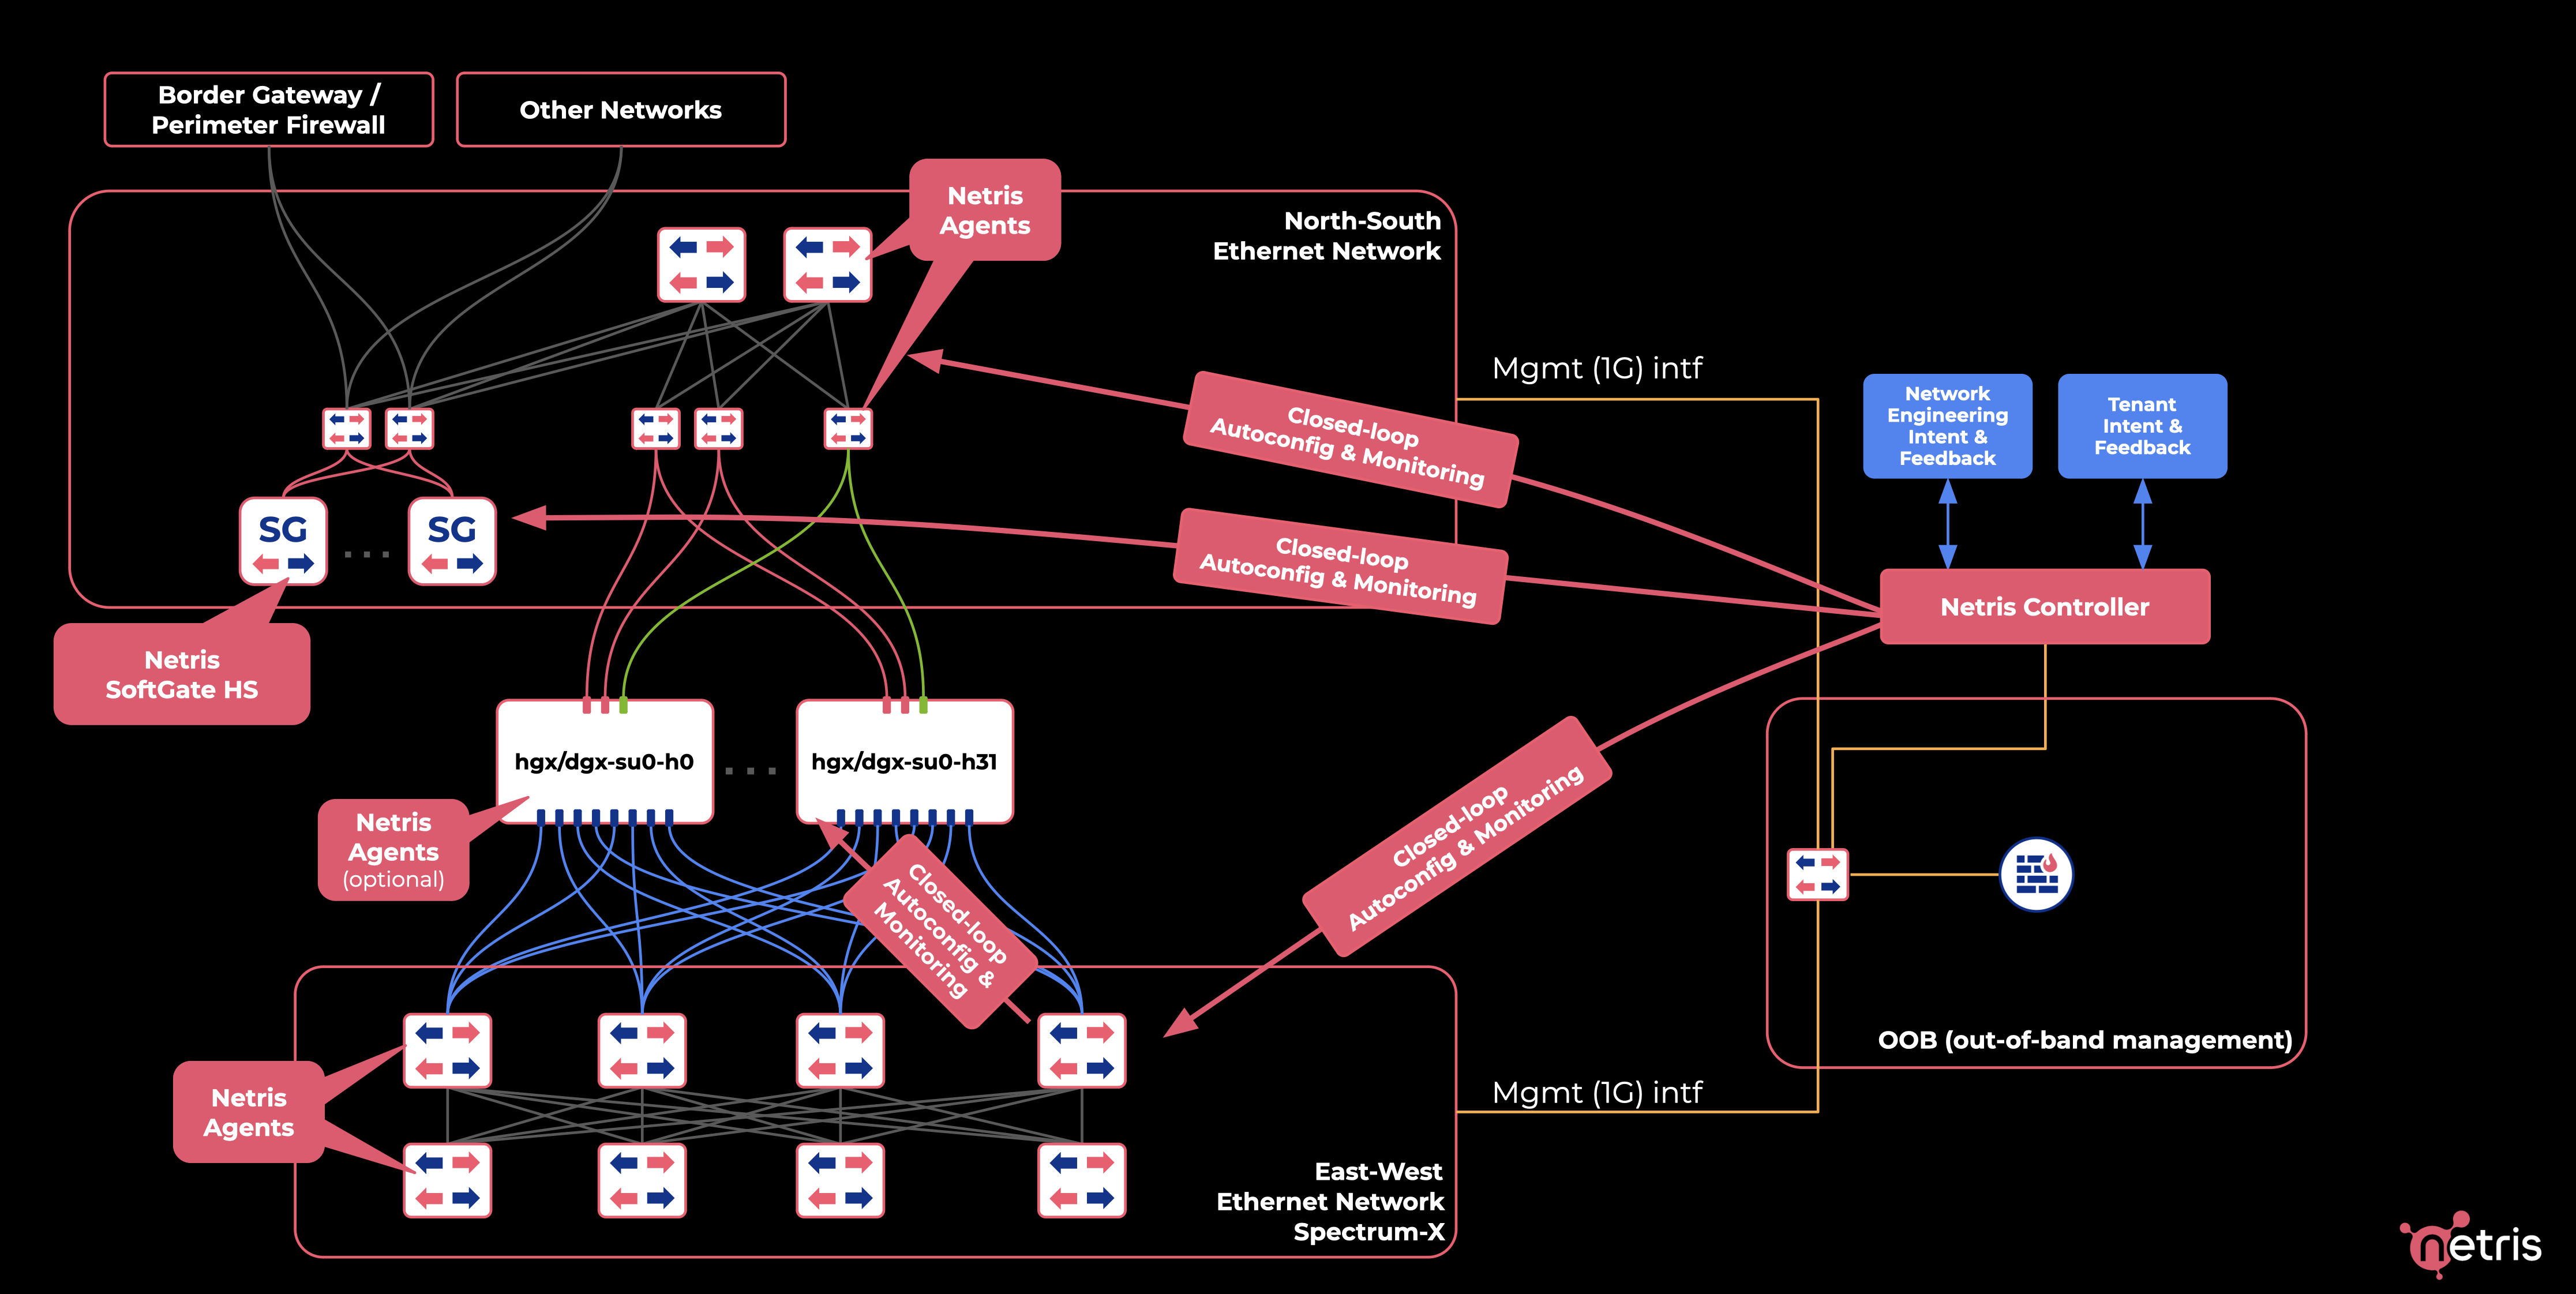 Border Gateway /
Perimeter Firewall
Other Networks
Netris
Agents
North-South
Ethernet Network
Mgmt (1G) intf
Closed-loop
Autoconfig & Monitoring
Network
Engineering
Intent &
Feedback
Tenant
Intent &
Feedback
SG
SG
Closed-loop
Autoconfig & Monitoring
Netris Controller
Netris
SoftGate HS
hgx/dgx-su0-h0
hgx/dgx-su0-h31
Netris
Agents
(optional)
Closed-loop
Autoconfig &
Monitoring
Closed-loop
Autoconfig & Monitoring
OOB (out-of-band management)
Netris
Agents
Mgmt (1G) intf
East-West
Ethernet Network
Spectrum-X
netris